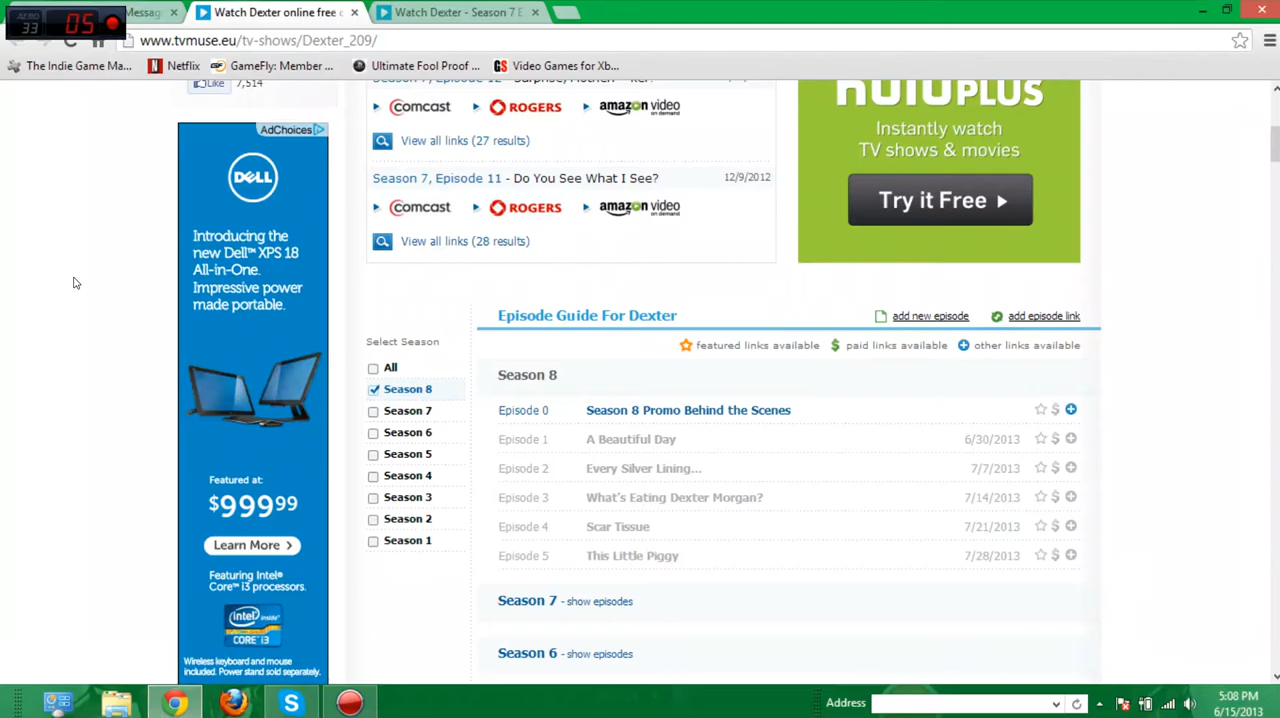 AERO
33
05
Messag
Watch Dexter online free
Watch Dexter - Season 7 E
www.tvmuse.eu/tv-shows/Dexter_209/
The Indie Game Ma...
Netflix
GameFly: Member ...
Ultimate Fool Proof ...
GS Video Games for Xb...
Like 7,514
AdChoices
DELL
Introducing the
new Dell™ XPS 18
All-in-One.
Impressive power
made portable.
Featured at:
$999 99
Learn More >
Featuring Intel®
Core™ i3 processors.
intel inside™
CORE i3
Wireless keyboard and mouse
included. Power stand sold separately.
Comcast ROGERS amazon video on demand
View all links (27 results)
Season 7, Episode 11 - Do You See What I See? 12/9/2012
Comcast ROGERS amazon video on demand
View all links (28 results)
huluPLUS
Instantly watch
TV shows & movies
Try it Free
Select Season
All
Season 8
Season 7
Season 6
Season 5
Season 4
Season 3
Season 2
Season 1
Episode Guide For Dexter add new episode add episode link
featured links available $ paid links available other links available
Season 8
Episode 0 Season 8 Promo Behind the Scenes $
Episode 1 A Beautiful Day 6/30/2013 $
Episode 2 Every Silver Lining... 7/7/2013 $
Episode 3 What's Eating Dexter Morgan? 7/14/2013 $
Episode 4 Scar Tissue 7/21/2013 $
Episode 5 This Little Piggy 7/28/2013 $
Season 7 - show episodes
Season 6 - show episodes
Address
5:08 PM
6/15/2013